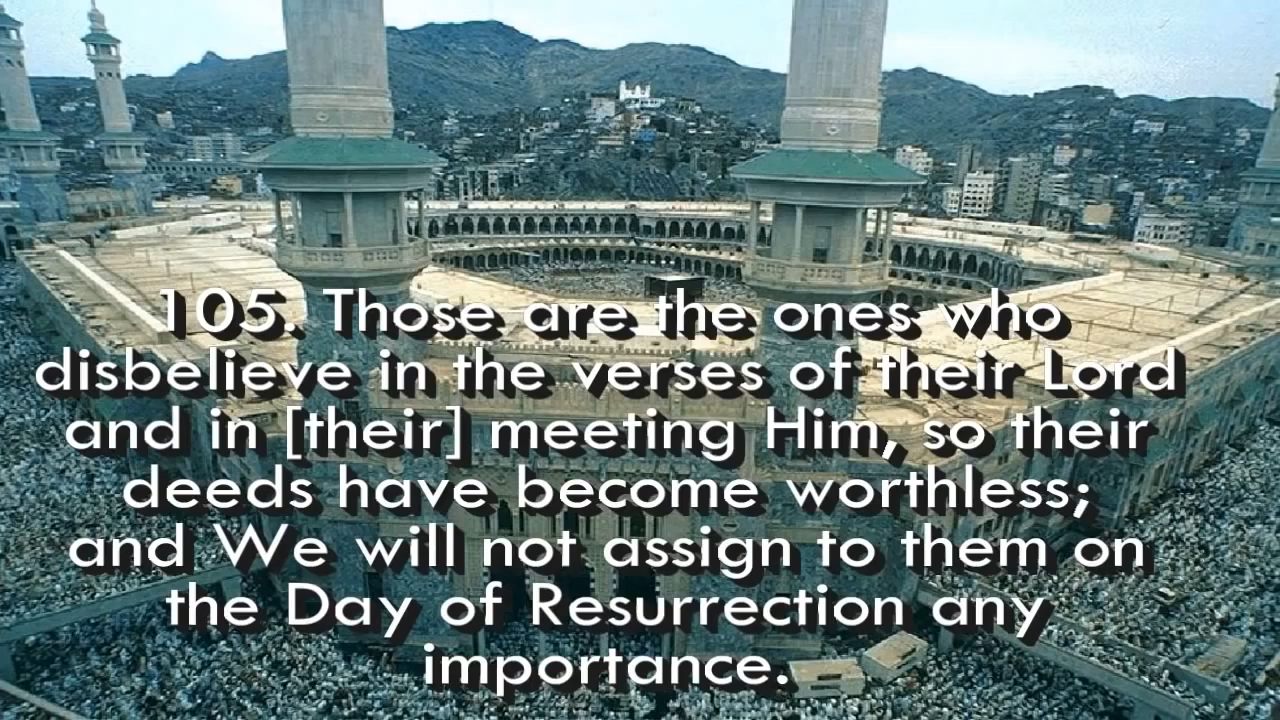 105. Those are the ones who
disbelieve in the verses of their Lord
and in [their] meeting Him, so their
deeds have become worthless;
and We will not assign to them on
the Day of Resurrection any
importance.